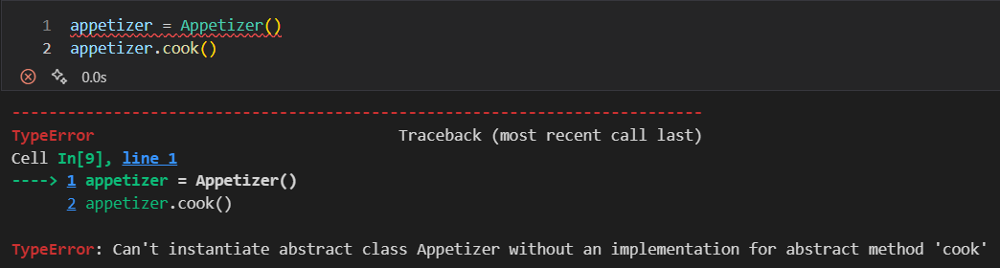 1 appetizer = Appetizer()
2 appetizer.cook()
0.0s
---------------------------------------------------------------------------
TypeError                                 Traceback (most recent call last)
Cell In[9], line 1
----> 1 appetizer = Appetizer()
      2 appetizer.cook()
TypeError: Can't instantiate abstract class Appetizer without an implementation for abstract method 'cook'